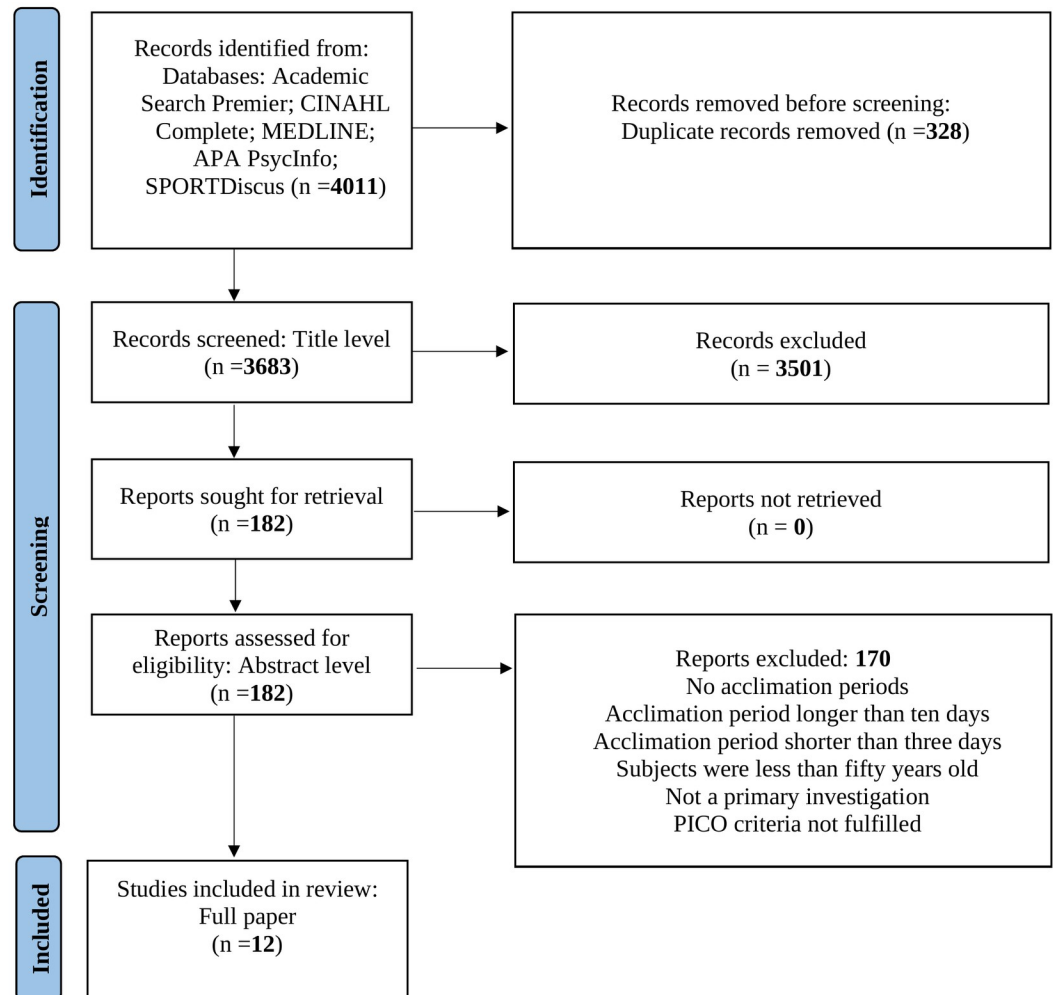 Identification
Records identified from:
Databases: Academic
Search Premier; CINAHL
Complete; MEDLINE;
APA PsycInfo;
SPORTDiscus (n =4011)
Records removed before screening:
Duplicate records removed (n =328)
Screening
Records screened: Title level
(n =3683)
Records excluded
(n = 3501)
Reports sought for retrieval
(n =182)
Reports not retrieved
(n = 0)
Reports assessed for
eligibility: Abstract level
(n =182)
Reports excluded: 170
No acclimation periods
Acclimation period longer than ten days
Acclimation period shorter than three days
Subjects were less than fifty years old
Not a primary investigation
PICO criteria not fulfilled
Included
Studies included in review:
Full paper
(n =12)